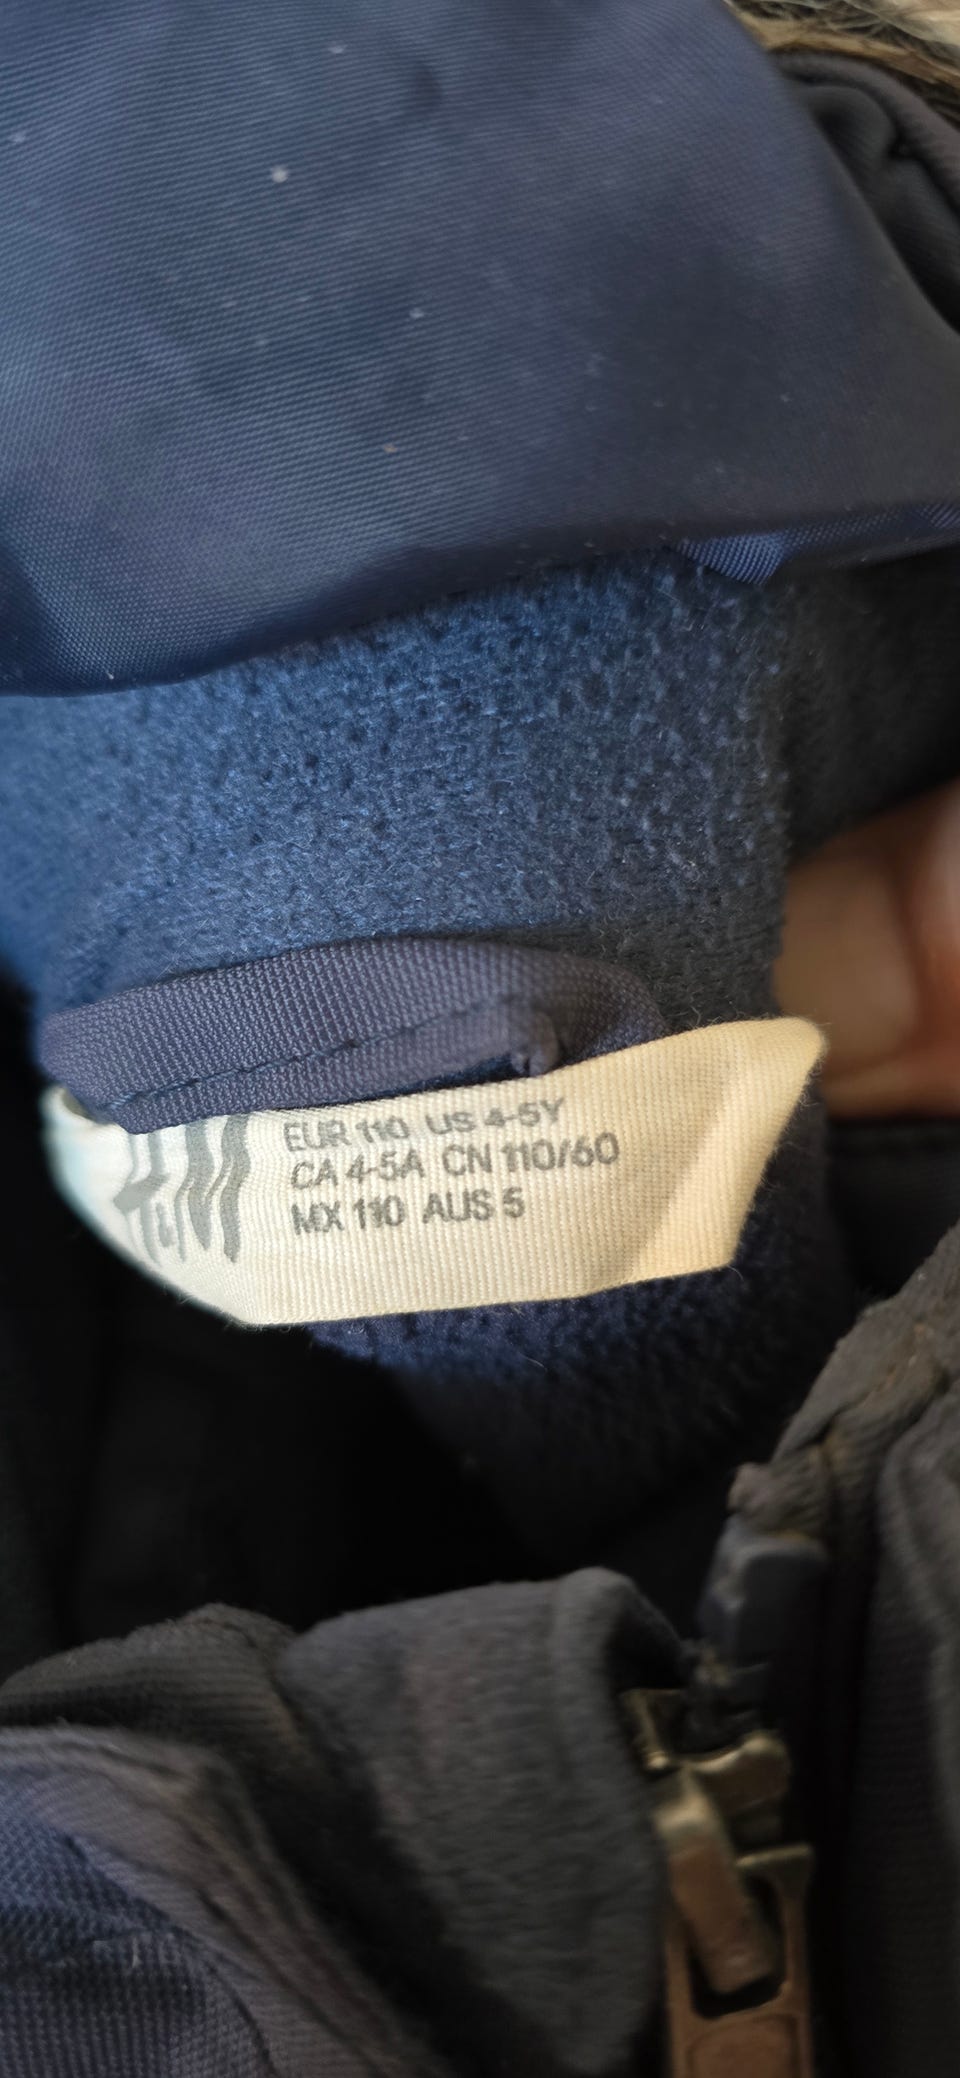 EUR 110 US 4-5Y
CA 4-5A CN 110/60
MX 110 AUS 5